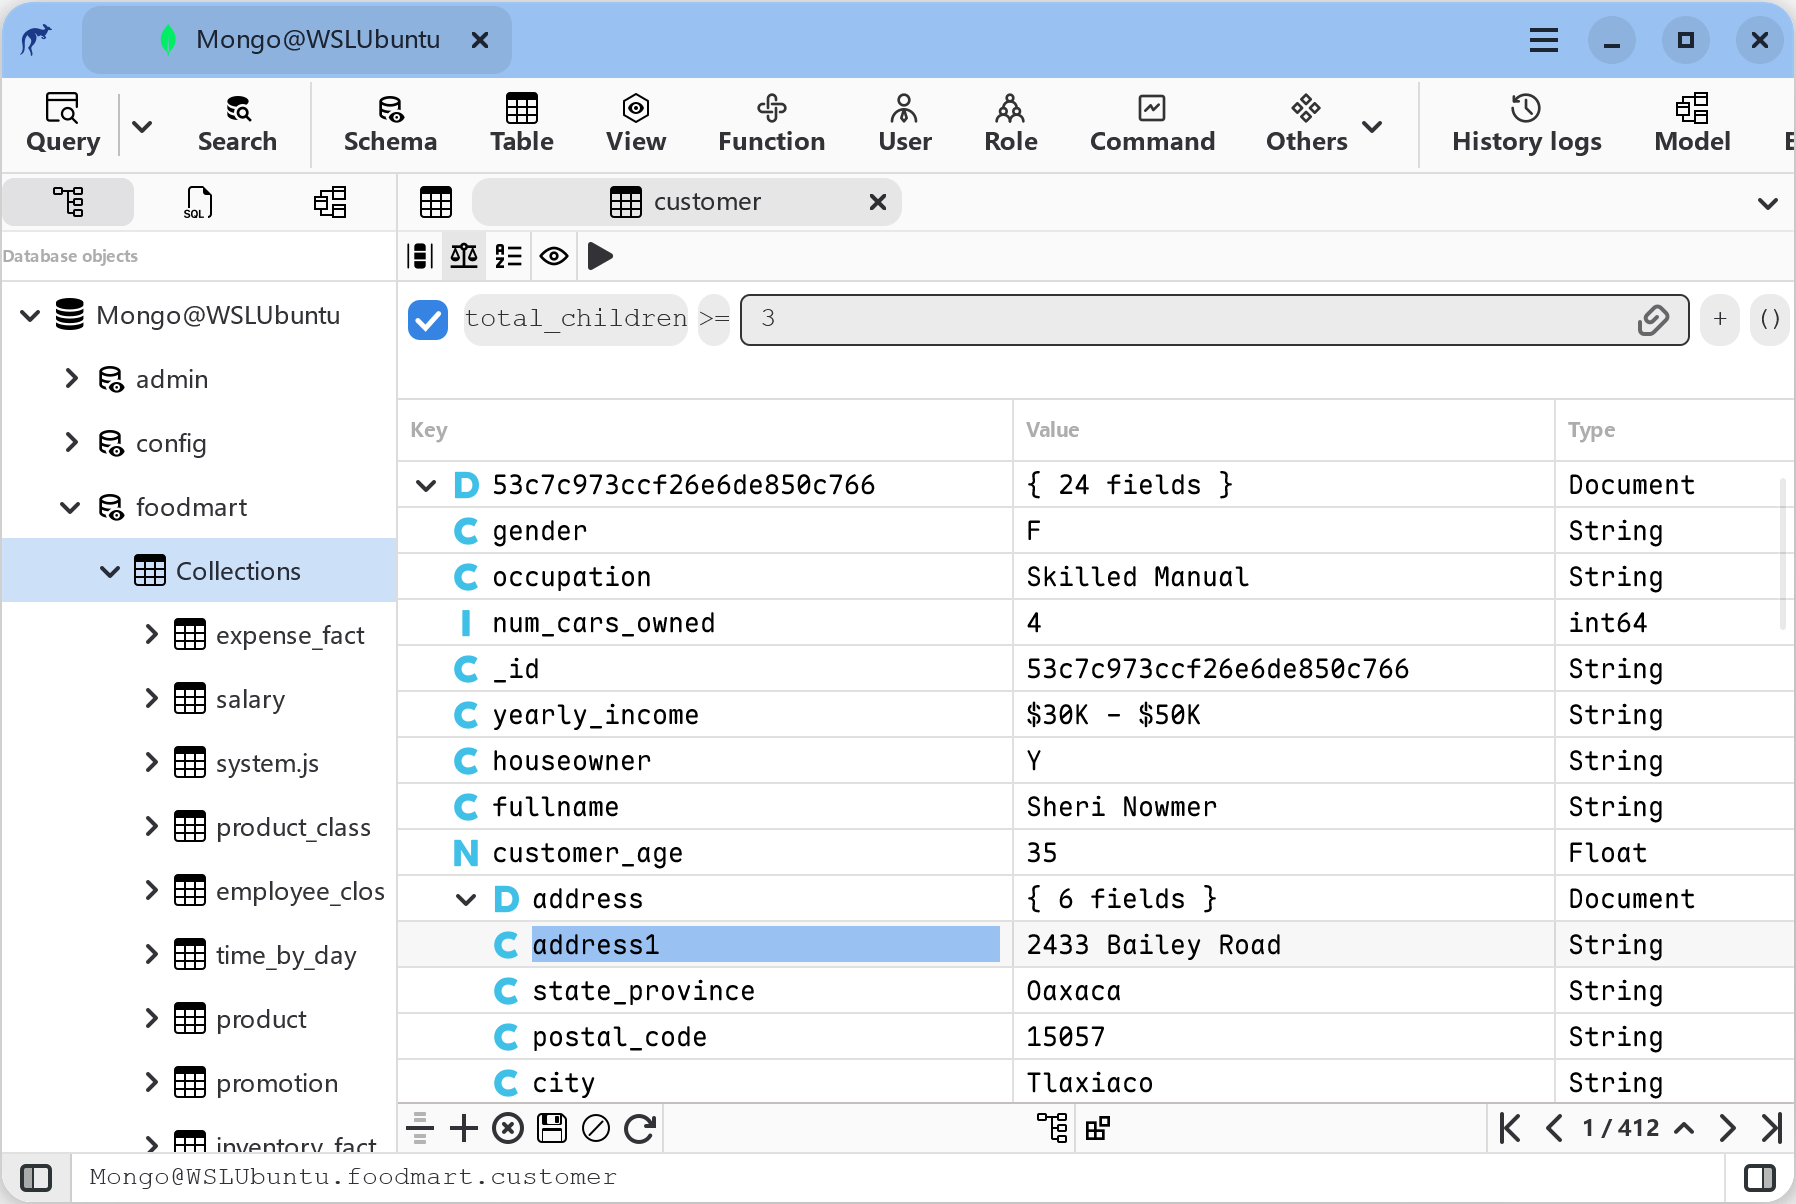 Mongo@WSLUbuntu
Query
Search
Schema
Table
View
Function
User
Role
Command
Others
History logs
Model
SQL
customer
Database objects
Mongo@WSLUbuntu
admin
config
foodmart
Collections
expense_fact
salary
system.js
product_class
employee_clos
time_by_day
product
promotion
inventory_fact
total_children >= 3 + ()
Key Value Type
53c7c973ccf26e6de850c766 { 24 fields } Document
gender F String
occupation Skilled Manual String
num_cars_owned 4 int64
_id 53c7c973ccf26e6de850c766 String
yearly_income $30K - $50K String
houseowner Y String
fullname Sheri Nowmer String
customer_age 35 Float
address { 6 fields } Document
address1 2433 Bailey Road String
state_province Oaxaca String
postal_code 15057 String
city Tlaxiaco String
1 / 412
Mongo@WSLUbuntu.foodmart.customer